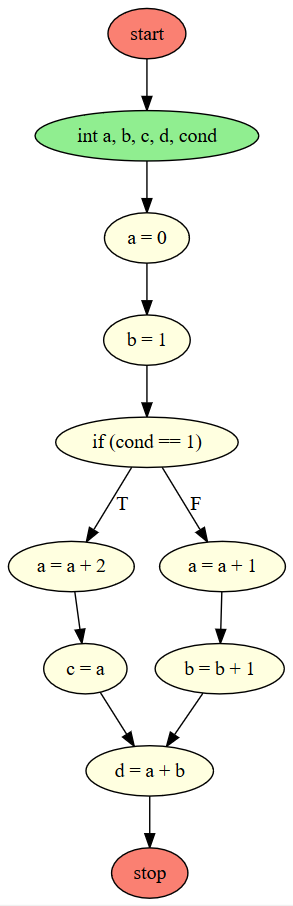 start
int a, b, c, d, cond
a = 0
b = 1
if (cond == 1)
T
F
a = a + 2
a = a + 1
c = a
b = b + 1
d = a + b
stop